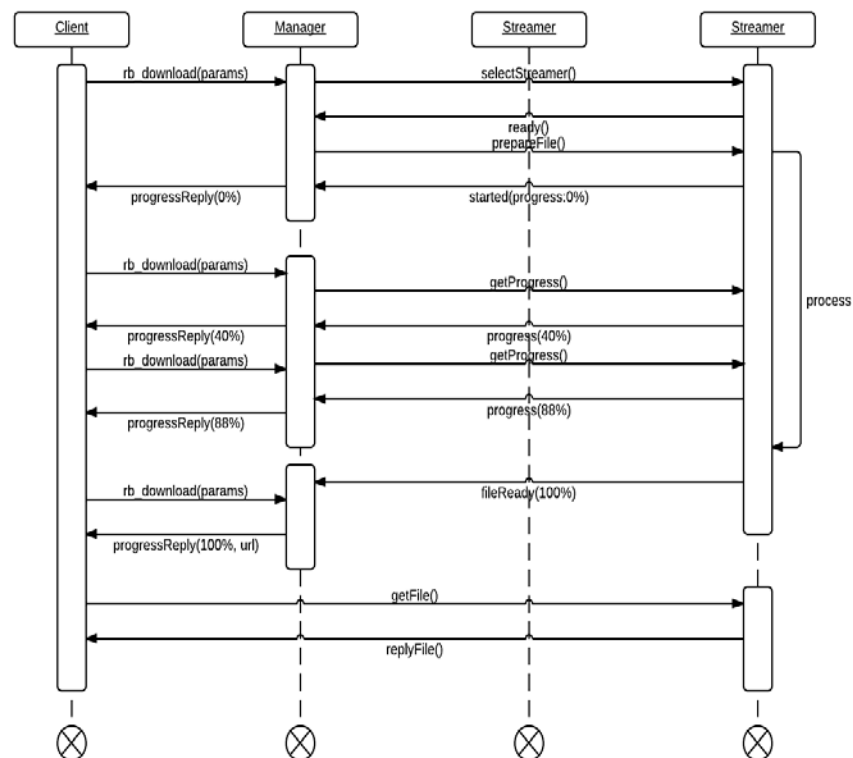 Client
Manager
Streamer
Streamer
rb_download(params)
selectStreamer()
ready()
prepareFile()
progressReply(0%)
started(progress:0%)
rb_download(params)
getProgress()
process
progressReply(40%)
progress(40%)
rb_download(params)
getProgress()
progressReply(88%)
progress(88%)
rb_download(params)
fileReady(100%)
progressReply(100%, url)
getFile()
replyFile()